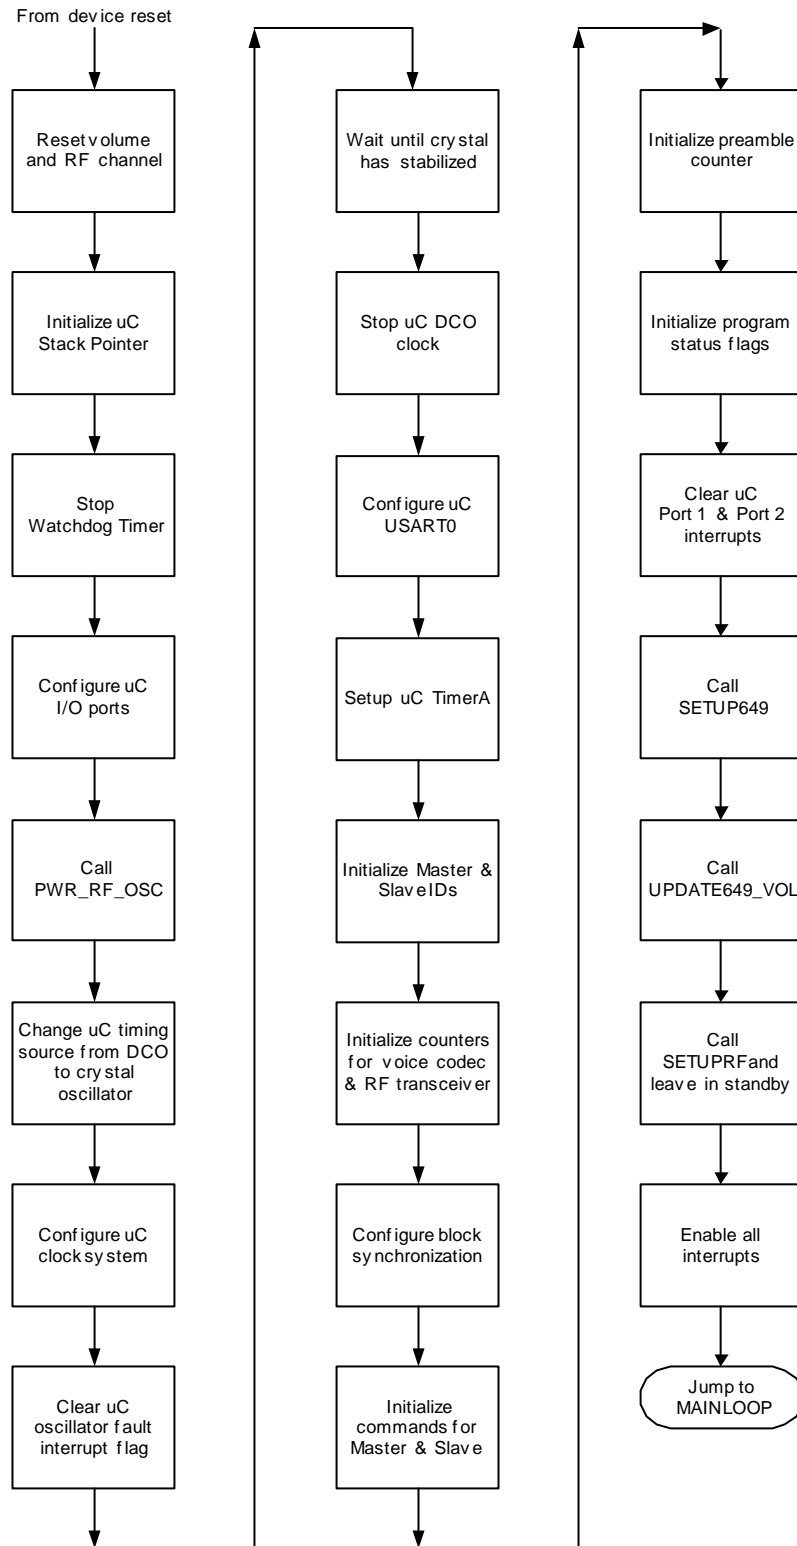 From device reset
Reset volume
and RF channel
Initialize uC
Stack Pointer
Stop
Watchdog Timer
Configure uC
I/O ports
Call
PWR_RF_OSC
Change uC timing
source from DCO
to crystal
oscillator
Configure uC
clock system
Clear uC
oscillator fault
interrupt flag
Wait until crystal
has stabilized
Stop uC DCO
clock
Configure uC
USART0
Setup uC TimerA
Initialize Master &
Slave IDs
Initialize counters
for voice codec
& RF transceiver
Configure block
synchronization
Initialize
commands for
Master & Slave
Initialize preamble
counter
Initialize program
status flags
Clear uC
Port 1 & Port 2
interrupts
Call
SETUP649
Call
UPDATE649_VOL
Call
SETUPRF and
leave in standby
Enable all
interrupts
Jump to
MAINLOOP